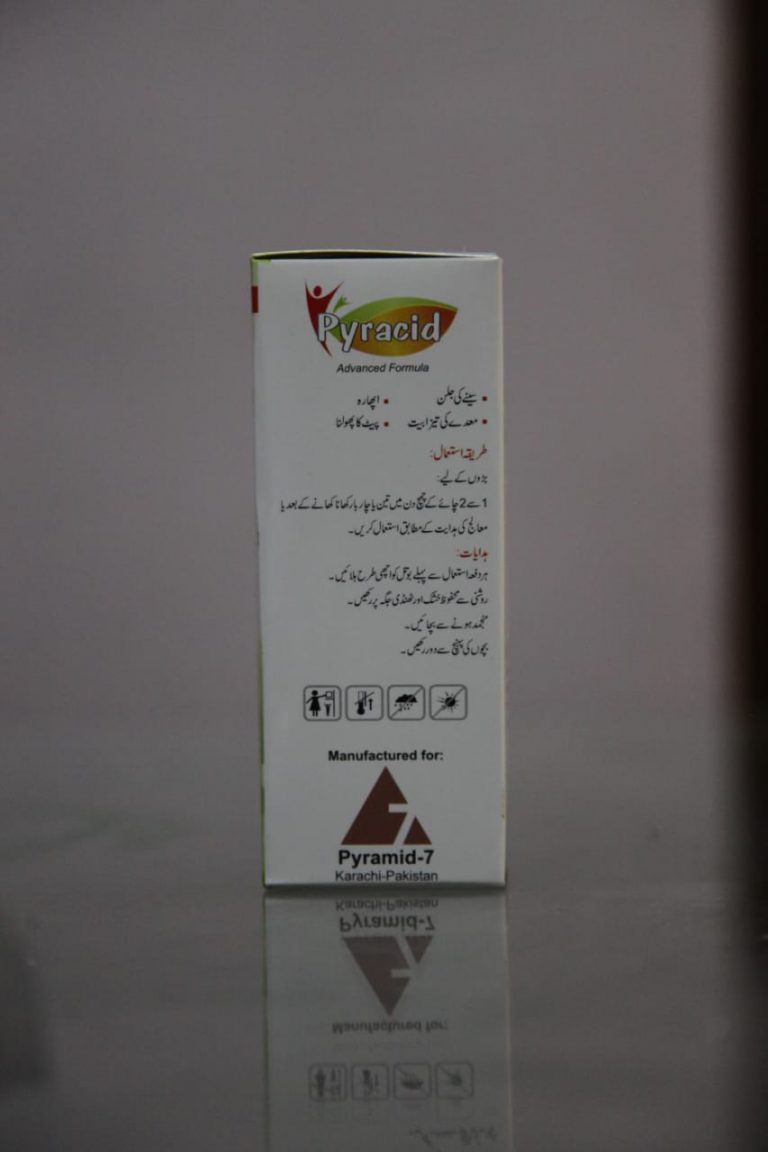 Pyracid
Advanced Formula
▪ سینے کی جلن ▪ اپھارہ
▪ معدے کی تیزابیت ▪ پیٹ کا پھولنا
طریقہ استعمال:
بڑوں کے لیے:
1 سے 2 چائے کے چمچ دن میں تین یا چار بار کھانا کھانے کے بعد یا
معالج کی ہدایت کے مطابق استعمال کریں۔
ہدایات:
ہر دفعہ استعمال سے پہلے بوتل کو اچھی طرح ہلائیں۔
روشنی سے محفوظ خشک اور ٹھنڈی جگہ پر رکھیں۔
منجمد ہونے سے بچائیں۔
بچوں کی پہنچ سے دور رکھیں۔
Manufactured for:
7
Pyramid-7
Karachi-Pakistan